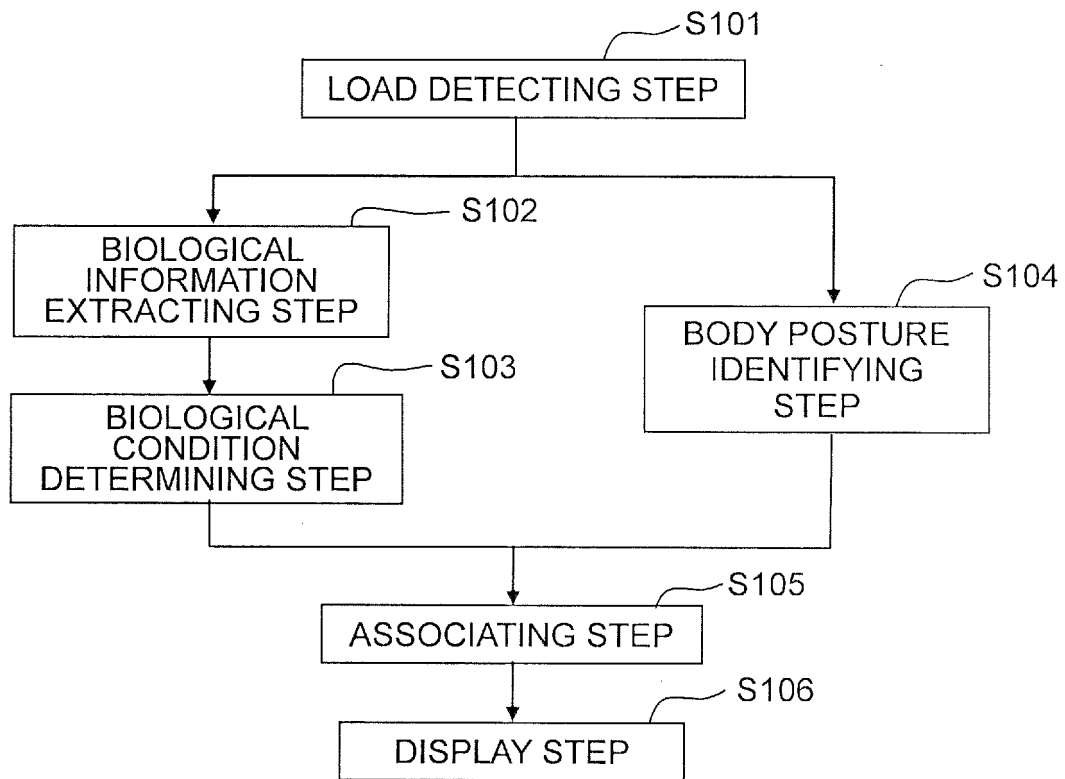 S101
LOAD DETECTING STEP
S102
BIOLOGICAL
INFORMATION
EXTRACTING STEP
S104
BODY POSTURE
IDENTIFYING
STEP
S103
BIOLOGICAL
CONDITION
DETERMINING STEP
S105
ASSOCIATING STEP
S106
DISPLAY STEP